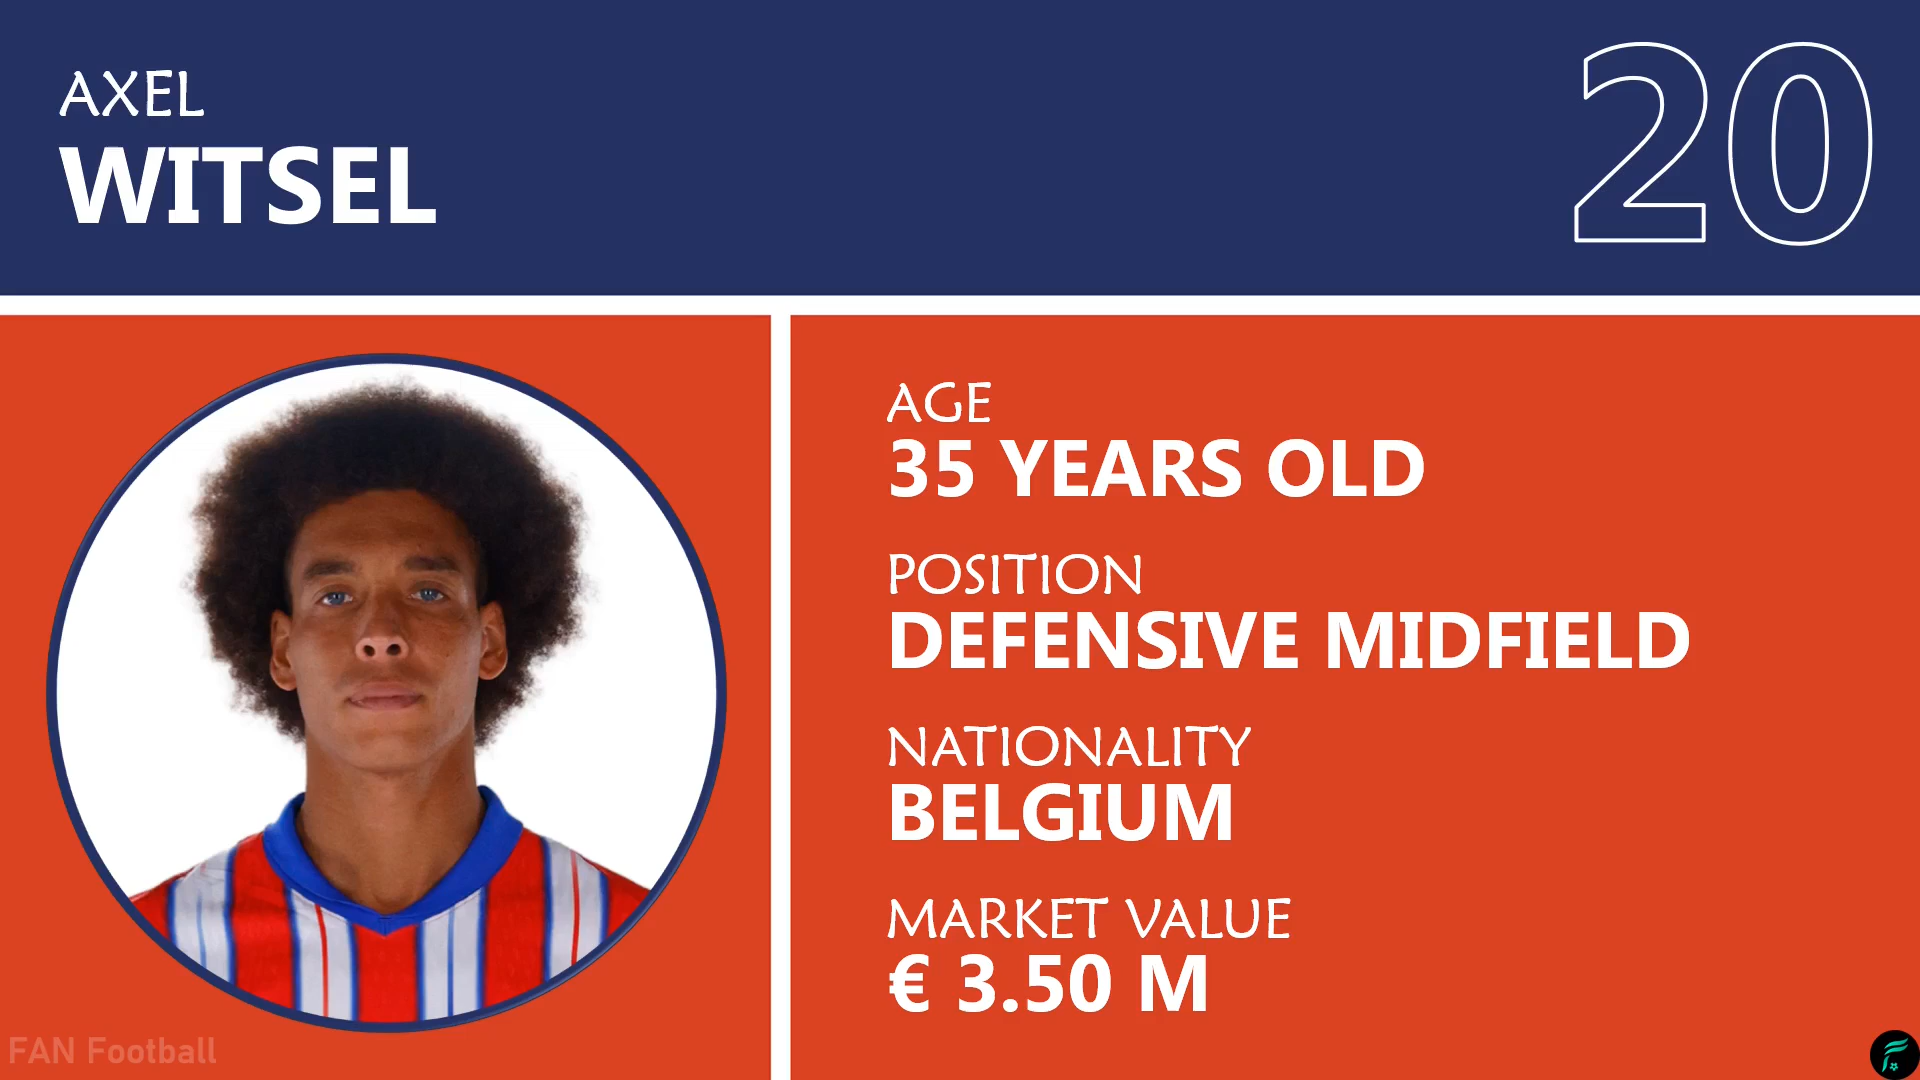 AXEL
WITSEL
20
AGE
35 YEARS OLD
POSITION
DEFENSIVE MIDFIELD
NATIONALITY
BELGIUM
MARKET VALUE
€ 3.50 M
FAN Football